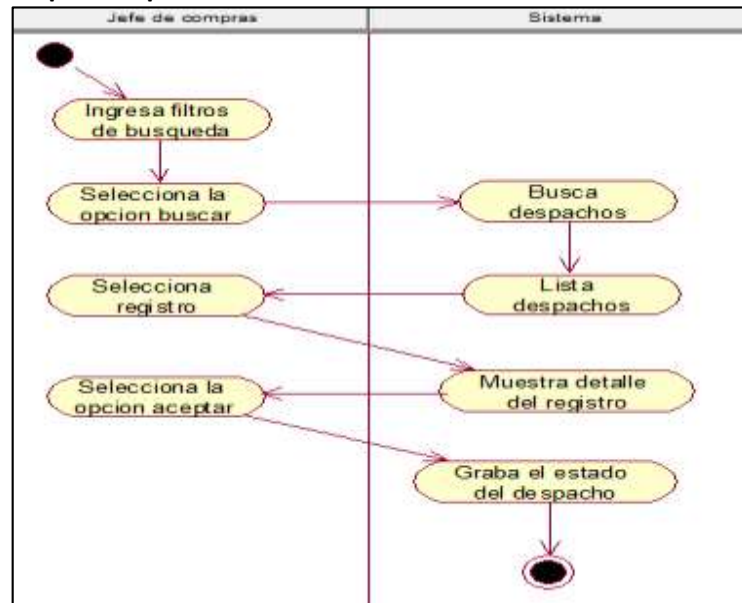 Jefe de compras
Sistema
Ingresa filtros
de busqueda
Selecciona la
opcion buscar
Busca
despachos
Lista
despachos
Selecciona
registro
Muestra detalle
del registro
Selecciona la
opcion aceptar
Graba el estado
del despacho